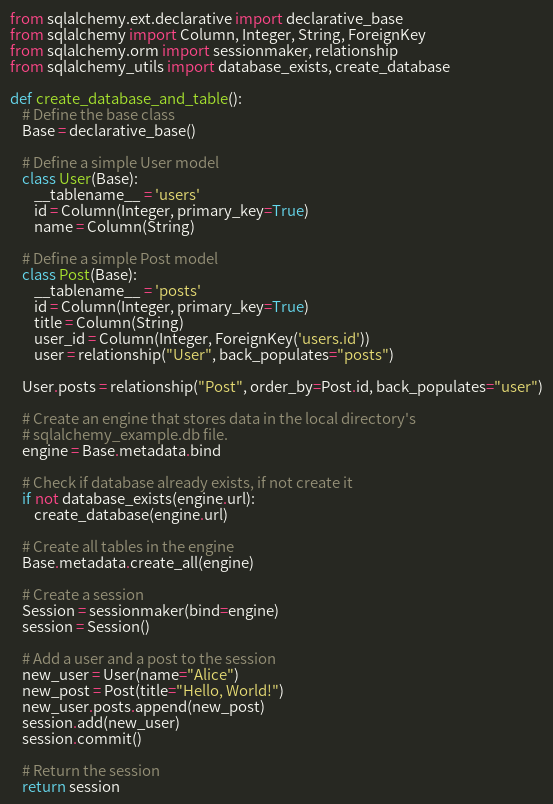 from sqlalchemy.ext.declarative import declarative_base
from sqlalchemy import Column, Integer, String, ForeignKey
from sqlalchemy.orm import sessionmaker, relationship
from sqlalchemy_utils import database_exists, create_database

def create_database_and_table():
    # Define the base class
    Base = declarative_base()

    # Define a simple User model
    class User(Base):
        __tablename__ = 'users'
        id = Column(Integer, primary_key=True)
        name = Column(String)

    # Define a simple Post model
    class Post(Base):
        __tablename__ = 'posts'
        id = Column(Integer, primary_key=True)
        title = Column(String)
        user_id = Column(Integer, ForeignKey('users.id'))
        user = relationship("User", back_populates="posts")

    User.posts = relationship("Post", order_by=Post.id, back_populates="user")

    # Create an engine that stores data in the local directory's
    # sqlalchemy_example.db file.
    engine = Base.metadata.bind

    # Check if database already exists, if not create it
    if not database_exists(engine.url):
        create_database(engine.url)

    # Create all tables in the engine
    Base.metadata.create_all(engine)

    # Create a session
    Session = sessionmaker(bind=engine)
    session = Session()

    # Add a user and a post to the session
    new_user = User(name="Alice")
    new_post = Post(title="Hello, World!")
    new_user.posts.append(new_post)
    session.add(new_user)
    session.commit()

    # Return the session
    return session